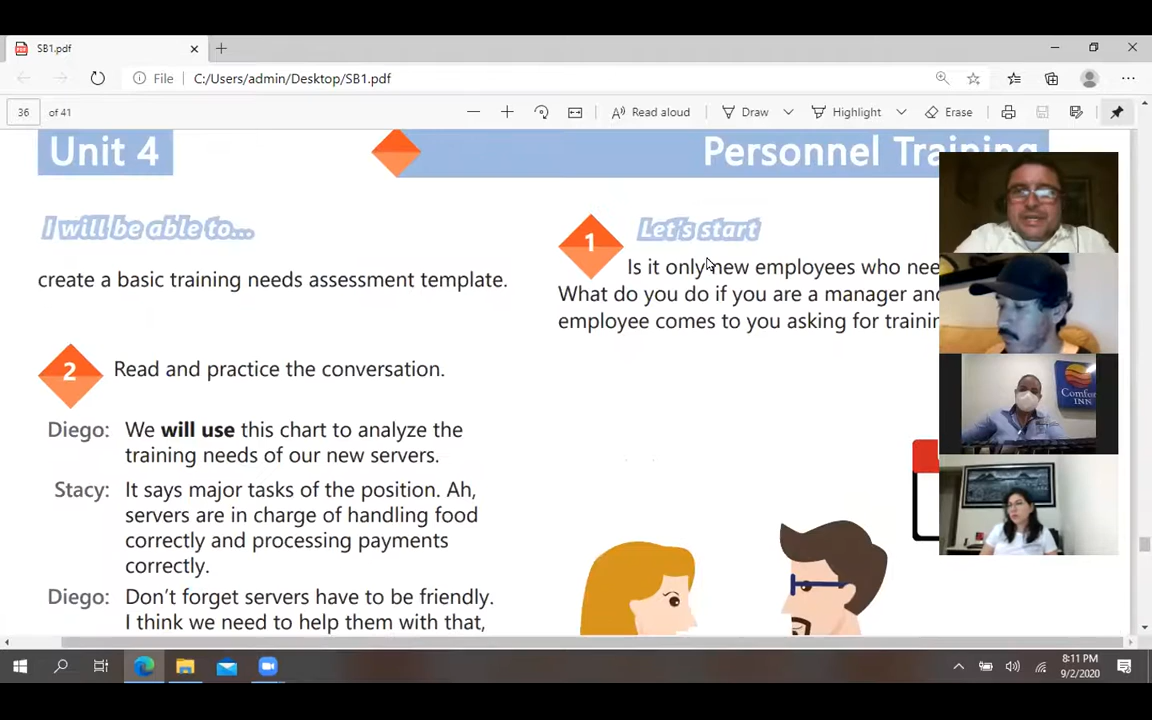 SB1.pdf
File C:/Users/admin/Desktop/SB1.pdf
36 of 41 Read aloud Draw Highlight Erase
Unit 4
Personnel Training
I will be able to...
create a basic training needs assessment template.
1 Let's start
Is it only new employees who
What do you do if you are a manager
employee comes to you asking for
2 Read and practice the conversation.
Diego: We will use this chart to analyze the
training needs of our new servers.
Stacy: It says major tasks of the position. Ah,
servers are in charge of handling food
correctly and processing payments
correctly.
Diego: Don't forget servers have to be friendly.
I think we need to help them with that,
Comfort
INN
8:11 PM
9/2/2020